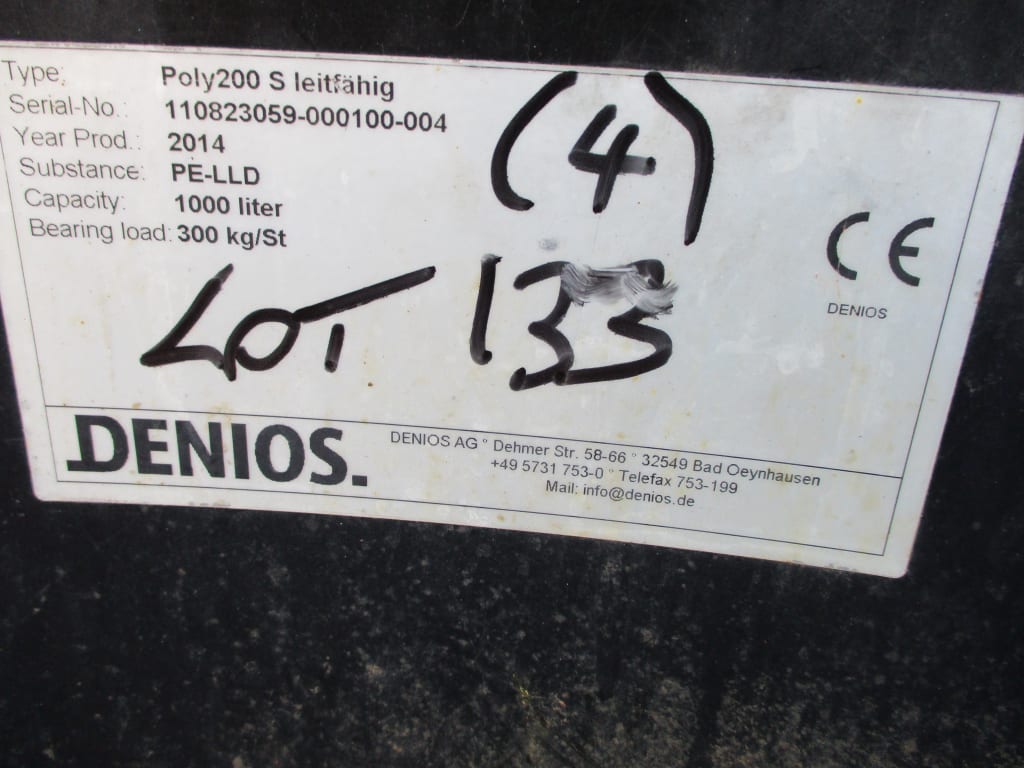 Type: Poly200 S leitfähig
Serial-No.: 110823059-000100-004
Year Prod.: 2014
Substance: PE-LLD
Capacity: 1000 liter
Bearing load: 300 kg/St
(4)
CE
DENIOS
LOT 133
DENIOS.
DENIOS AG ° Dehmer Str. 58-66 ° 32549 Bad Oeynhausen
+49 5731 753-0 ° Telefax 753-199
Mail: info@denios.de